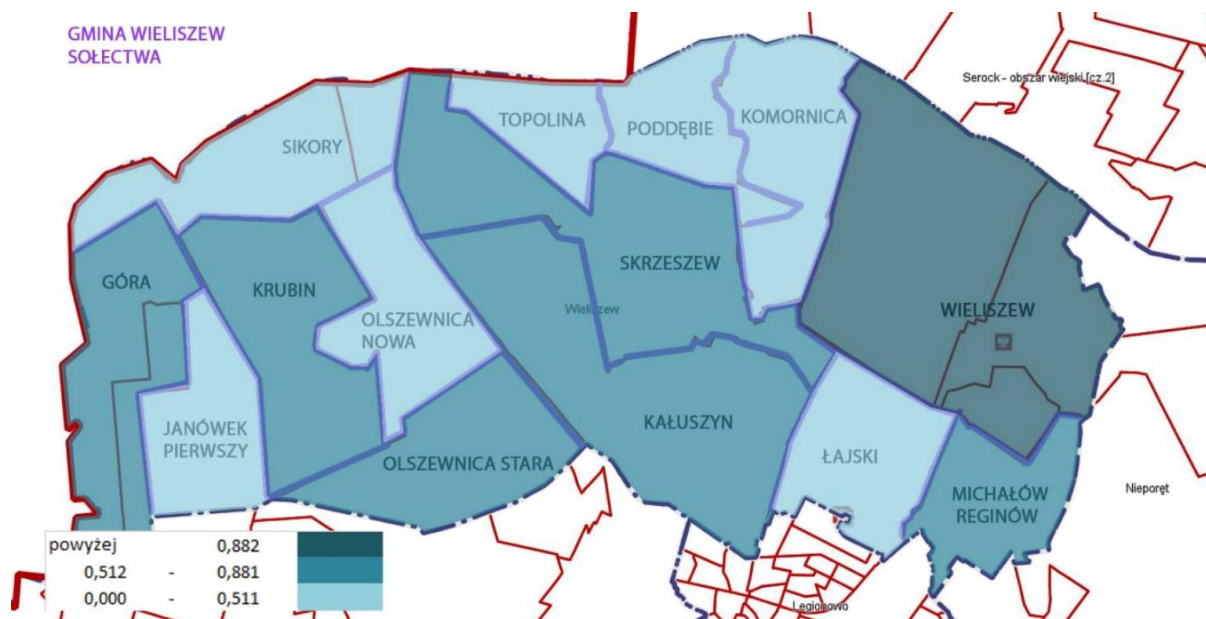 GMINA WIELISZEW
SOŁECTWA
Serock - obszar wiejski [cz.2]
TOPOLINA
PODDĘBIE
KOMORNICA
SIKORY
GÓRA
KRUBIN
SKRZESZEW
OLSZEWNICA
NOWA
Wieliszew
WIELISZEW
JANÓWEK
PIERWSZY
KAŁUSZYN
OLSZEWNICA STARA
ŁAJSKI
MICHAŁÓW
REGINÓW
Nieporęt
Legionowo
powyżej 0,882
0,512 - 0,881
0,000 - 0,511